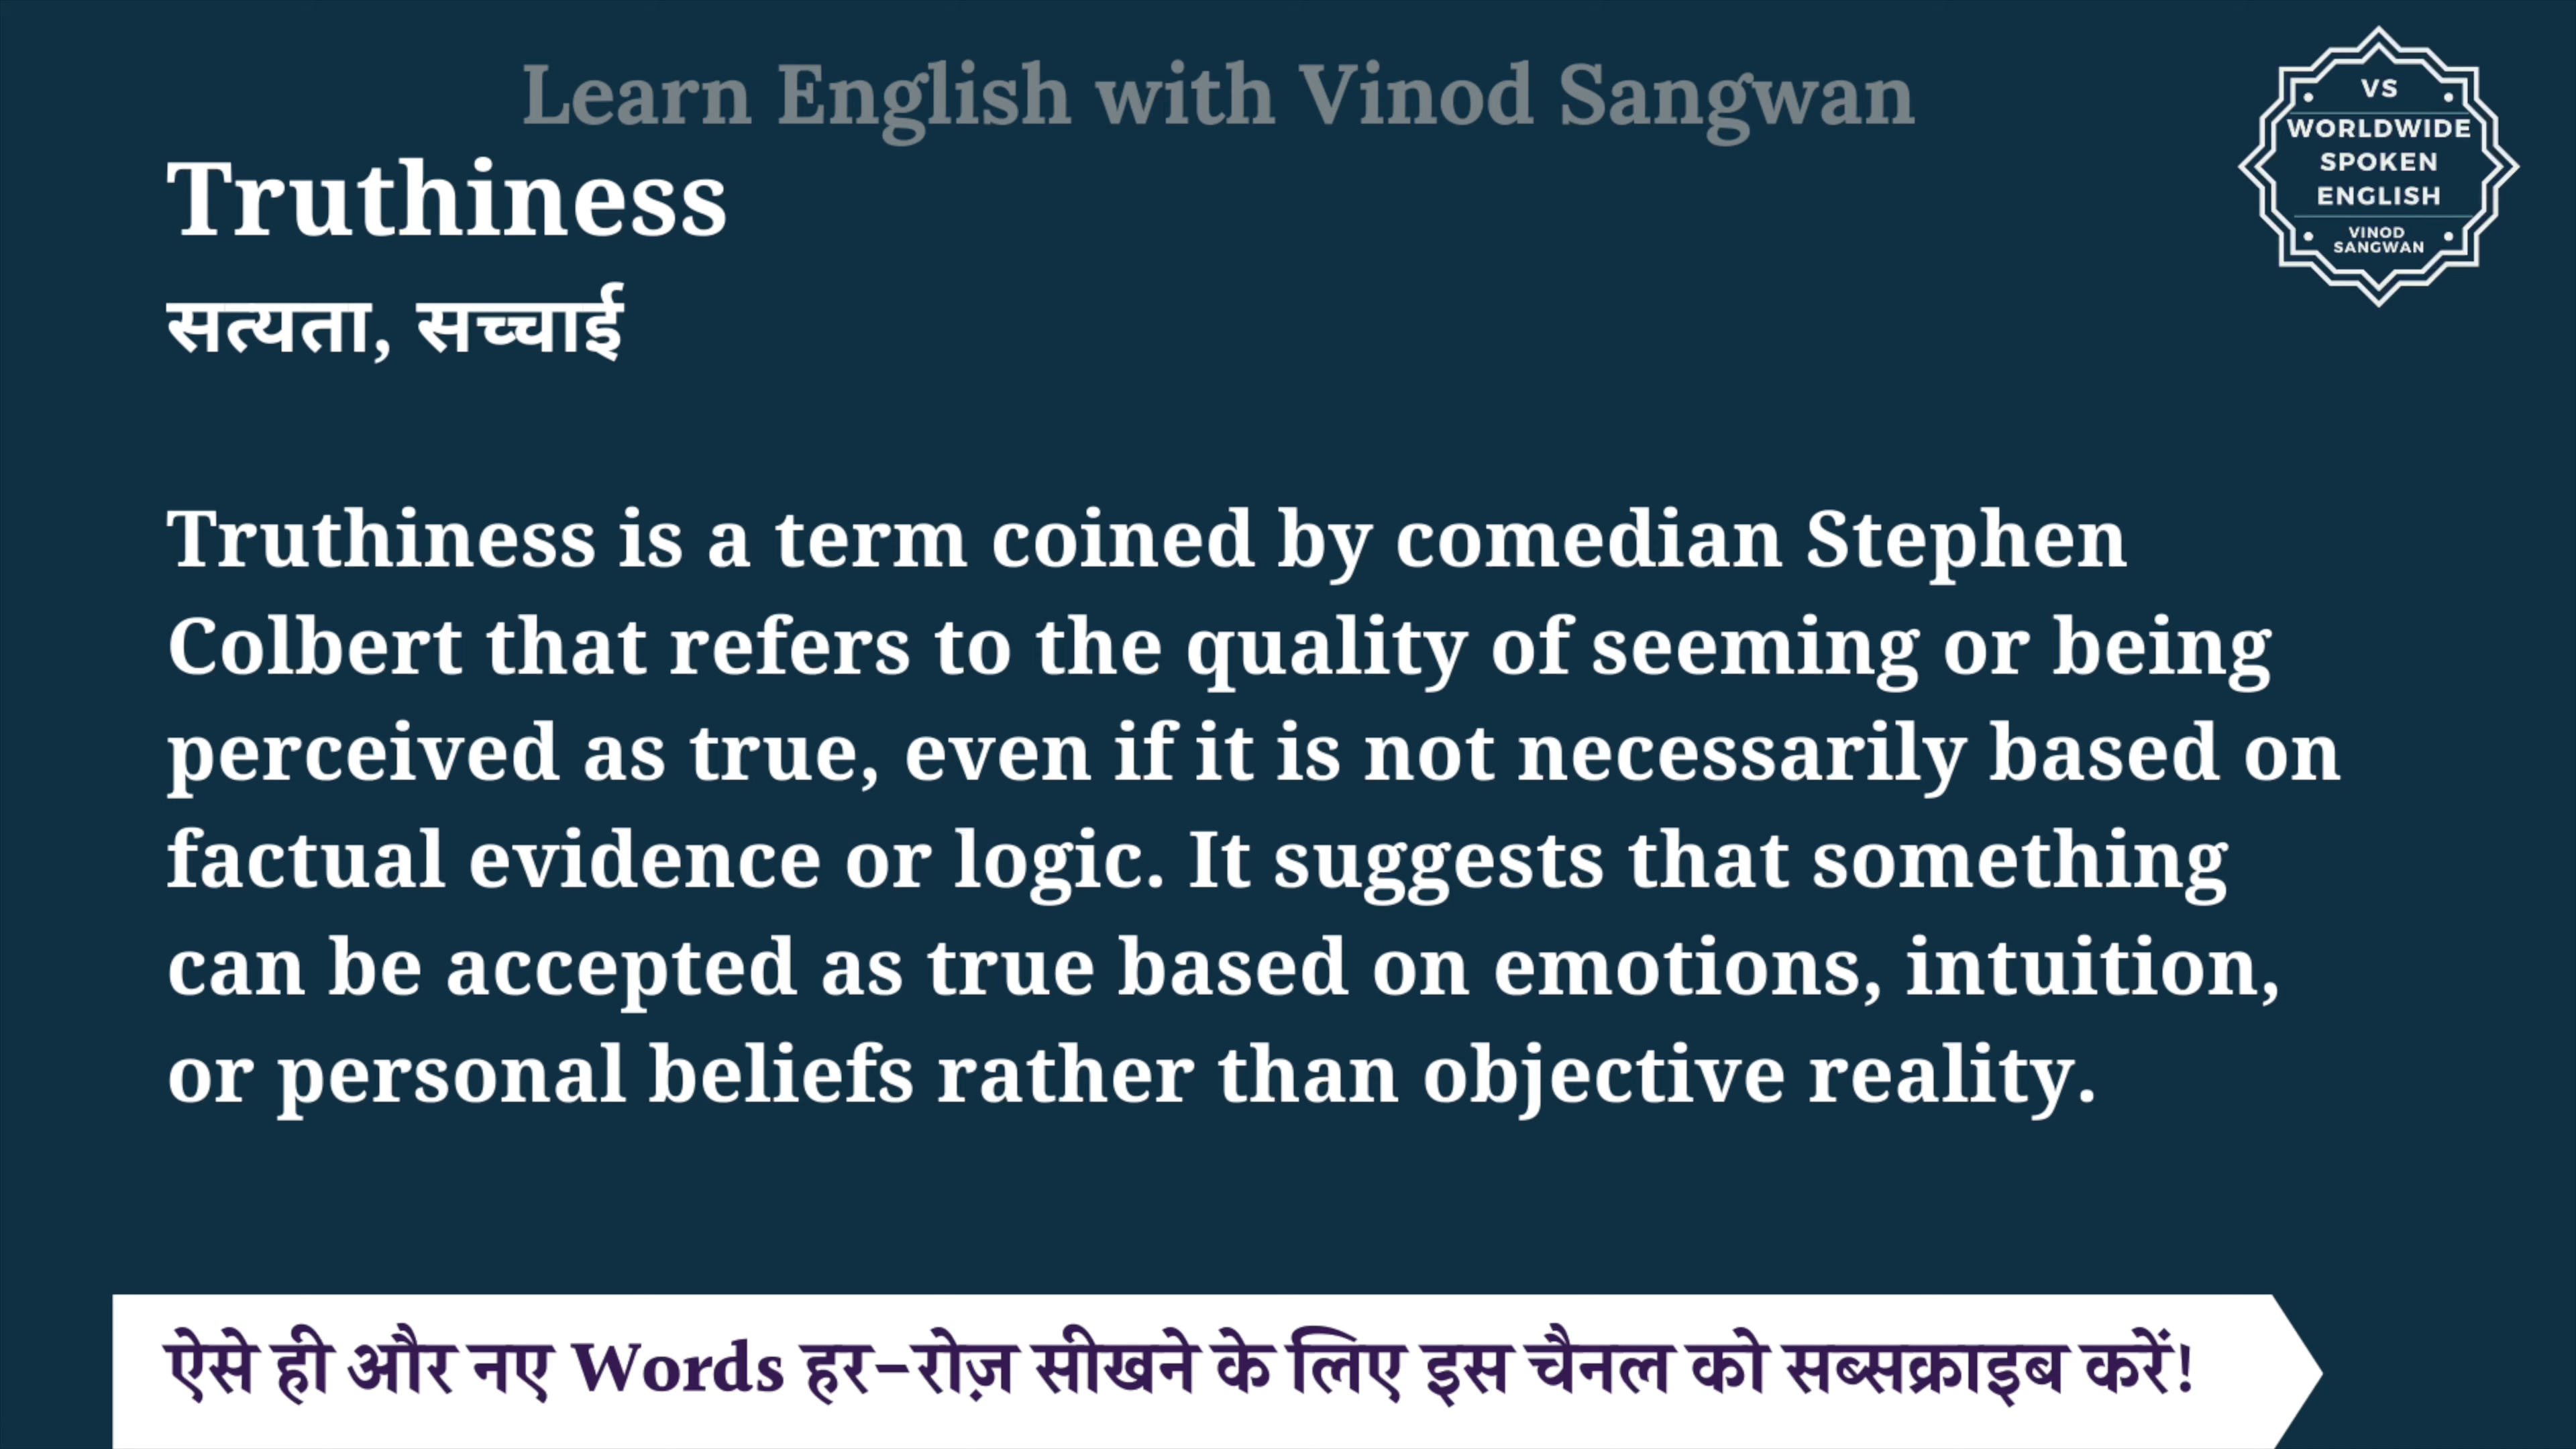 Learn English with Vinod Sangwan
VS
WORLDWIDE
SPOKEN
ENGLISH
VINOD
SANGWAN
Truthiness
सत्यता, सच्चाई
Truthiness is a term coined by comedian Stephen
Colbert that refers to the quality of seeming or being
perceived as true, even if it is not necessarily based on
factual evidence or logic. It suggests that something
can be accepted as true based on emotions, intuition,
or personal beliefs rather than objective reality.
ऐसे ही और नए Words हर-रोज़ सीखने के लिए इस चैनल को सब्सक्राइब करें!